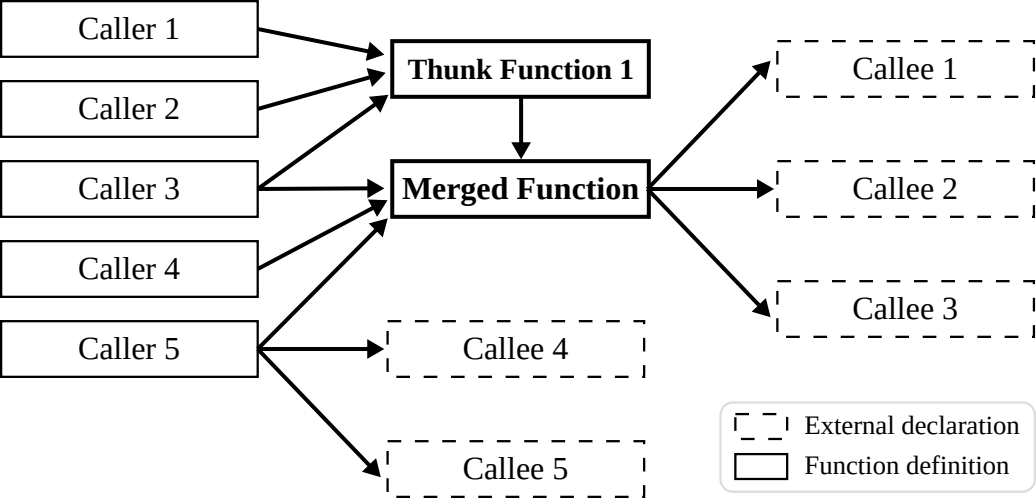 Caller 1
Caller 2
Caller 3
Caller 4
Caller 5
Thunk Function 1
Merged Function
Callee 4
Callee 5
Callee 1
Callee 2
Callee 3
External declaration
Function definition